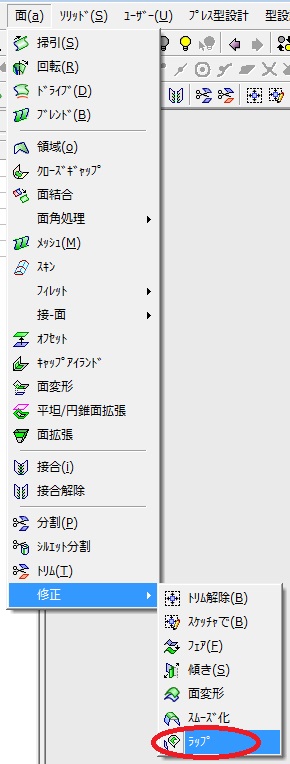 面(a) ｿﾘｯﾄﾞ(S) ﾕｰｻﾞｰ(U) ﾌﾟﾚｽ型設計 型設
掃引(S)
回転(R)
ﾄﾞﾗｲﾌﾞ(D)
ﾌﾞﾚﾝﾄﾞ(B)
領域(o)
ｸﾛｰｽﾞｷﾞｬｯﾌﾟ
面結合
面角処理
ﾒｯｼｭ(M)
ｽｷﾝ
ﾌｨﾚｯﾄ
接-面
ｵﾌｾｯﾄ
ｷｬｯﾌﾟｱｲﾗﾝﾄﾞ
面変形
平坦/円錐面拡張
面拡張
接合(i)
接合解除
分割(P)
ｼﾙｴｯﾄ分割
ﾄﾘﾑ(T)
修正
ﾄﾘﾑ解除(B)
ｽｹｯﾁｬで(B)
ﾌｪｱ(F)
傾き(S)
面変形
ｽﾑｰｽﾞ化
ﾗｯﾌﾟ